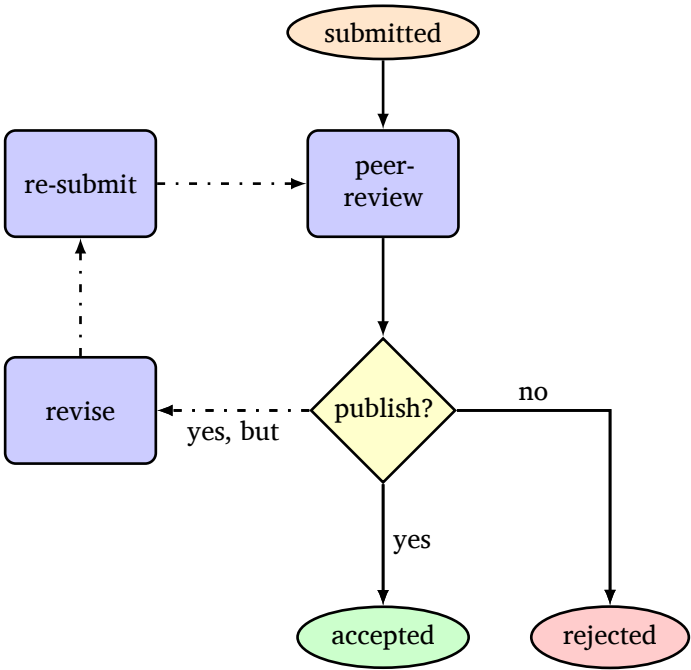 submitted
re-submit
peer-
review
no
revise
publish?
yes, but
yes
accepted
rejected